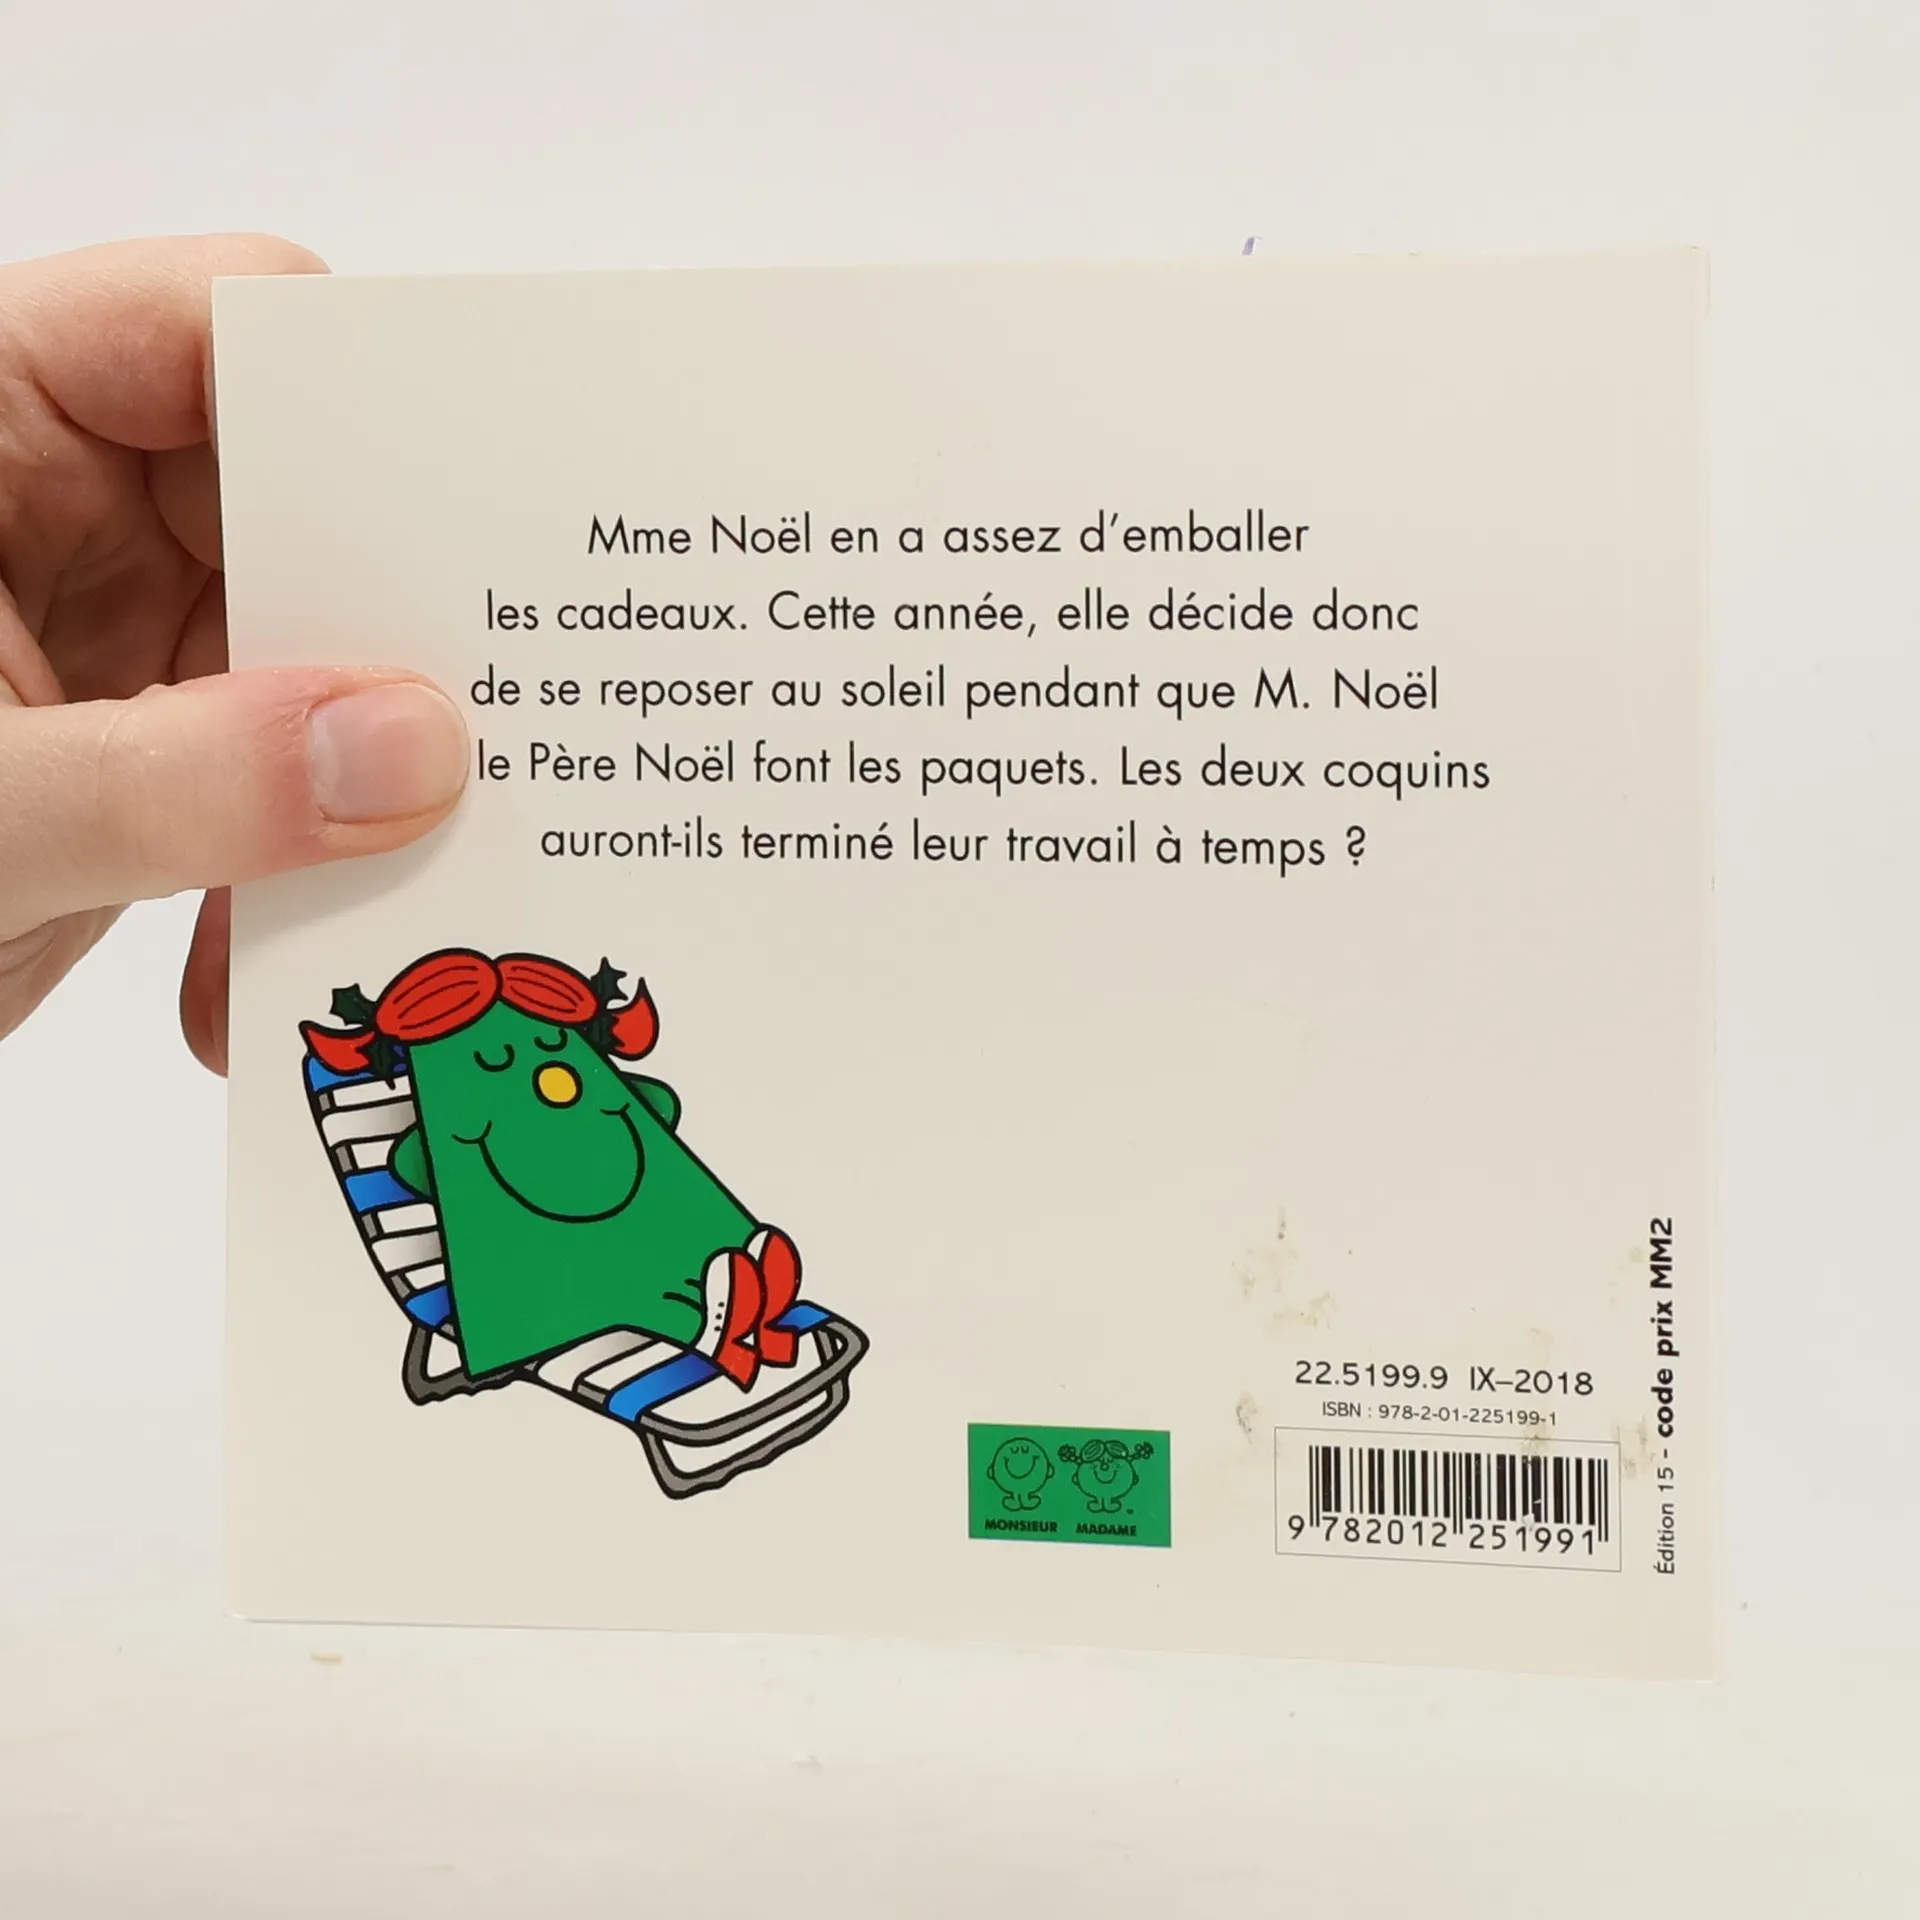 Mme Noël en a assez d'emballer
les cadeaux. Cette année, elle décide donc
de se reposer au soleil pendant que M. Noël
le Père Noël font les paquets. Les deux coquins
auront-ils terminé leur travail à temps ?
MONSIEUR MADAME
22.5199.9 IX–2018
ISBN : 978-2-01-225199-1
9 782012 251991
Édition 15 - code prix MM2